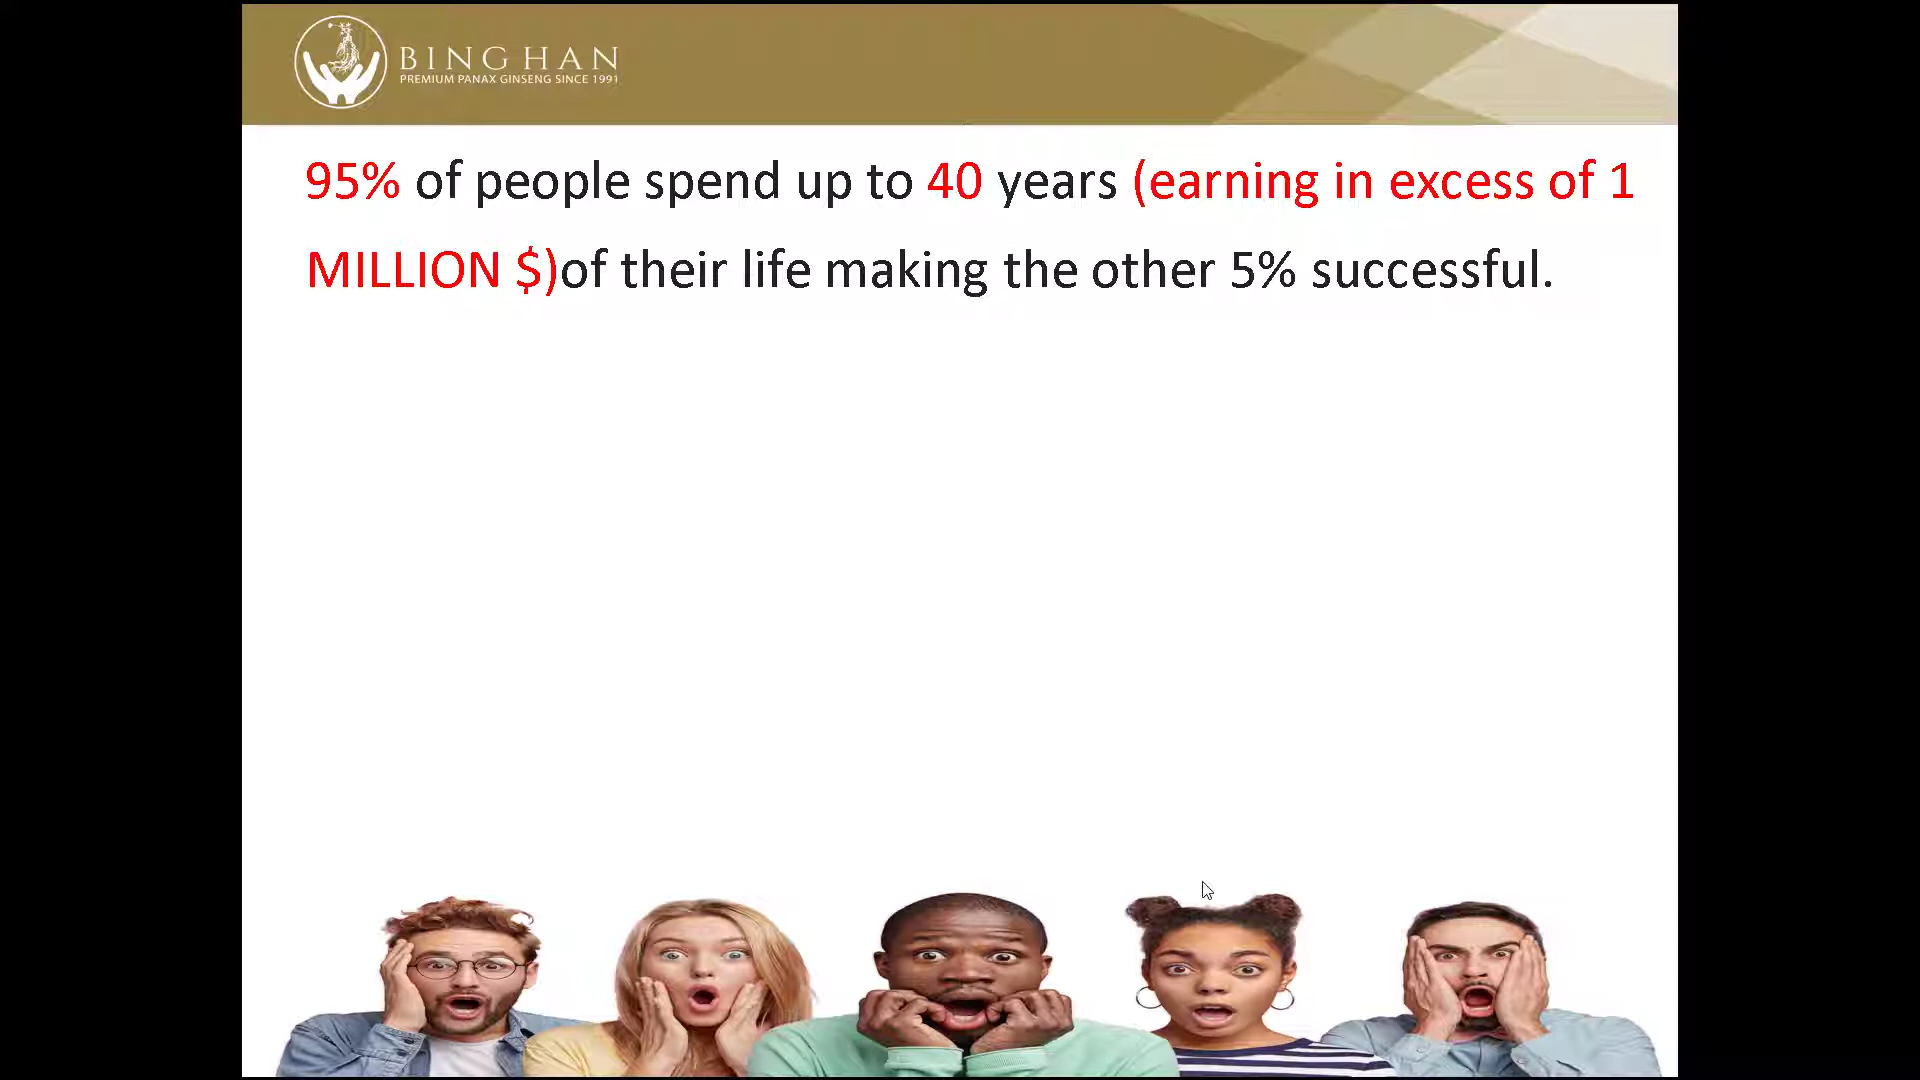 BINGHAN
PREMIUM PANAX GINSENG SINCE 1991
95% of people spend up to 40 years (earning in excess of 1
MILLION $)of their life making the other 5% successful.